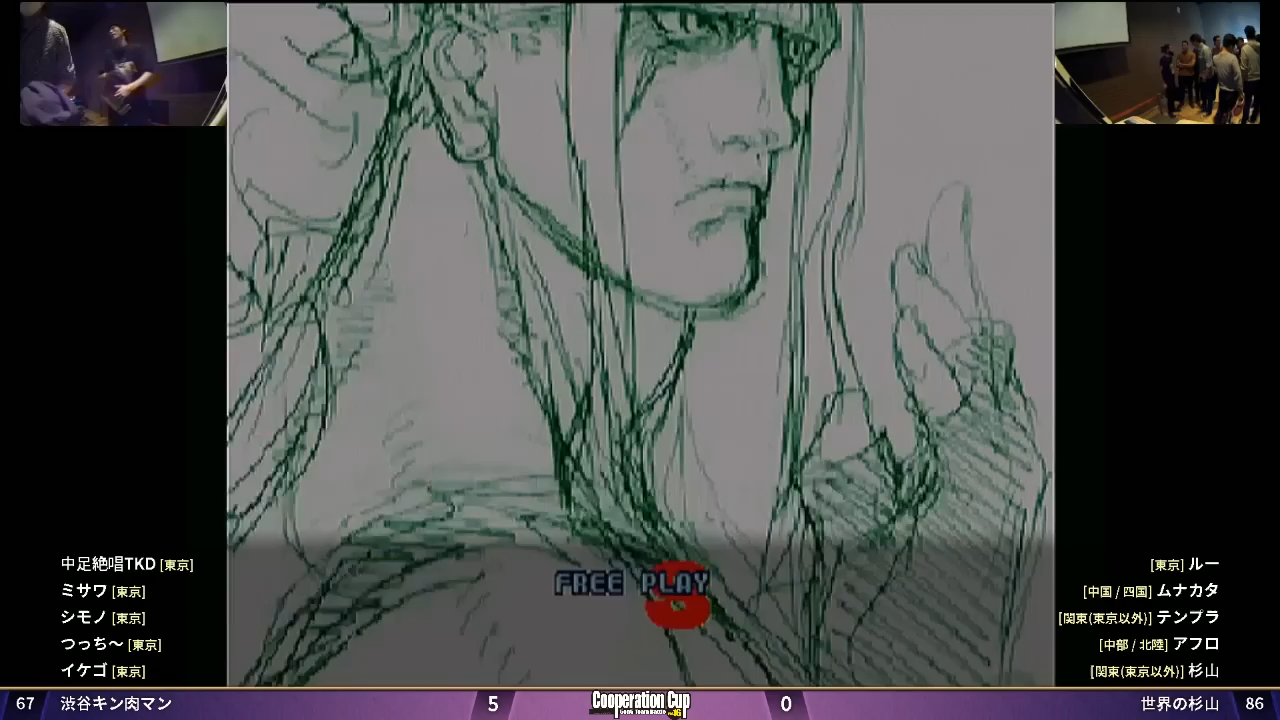 FREE PLAY
中足絶唱TKD [東京]
ミサワ [東京]
シモノ [東京]
つっち～ [東京]
イケゴ [東京]
[東京] ルー
[中国 / 四国] ムナカタ
[関東(東京以外)] テンプラ
[中部 / 北陸] アフロ
[関東(東京以外)] 杉山
67 渋谷キン肉マン 5 Cooperation Cup 0 世界の杉山 86